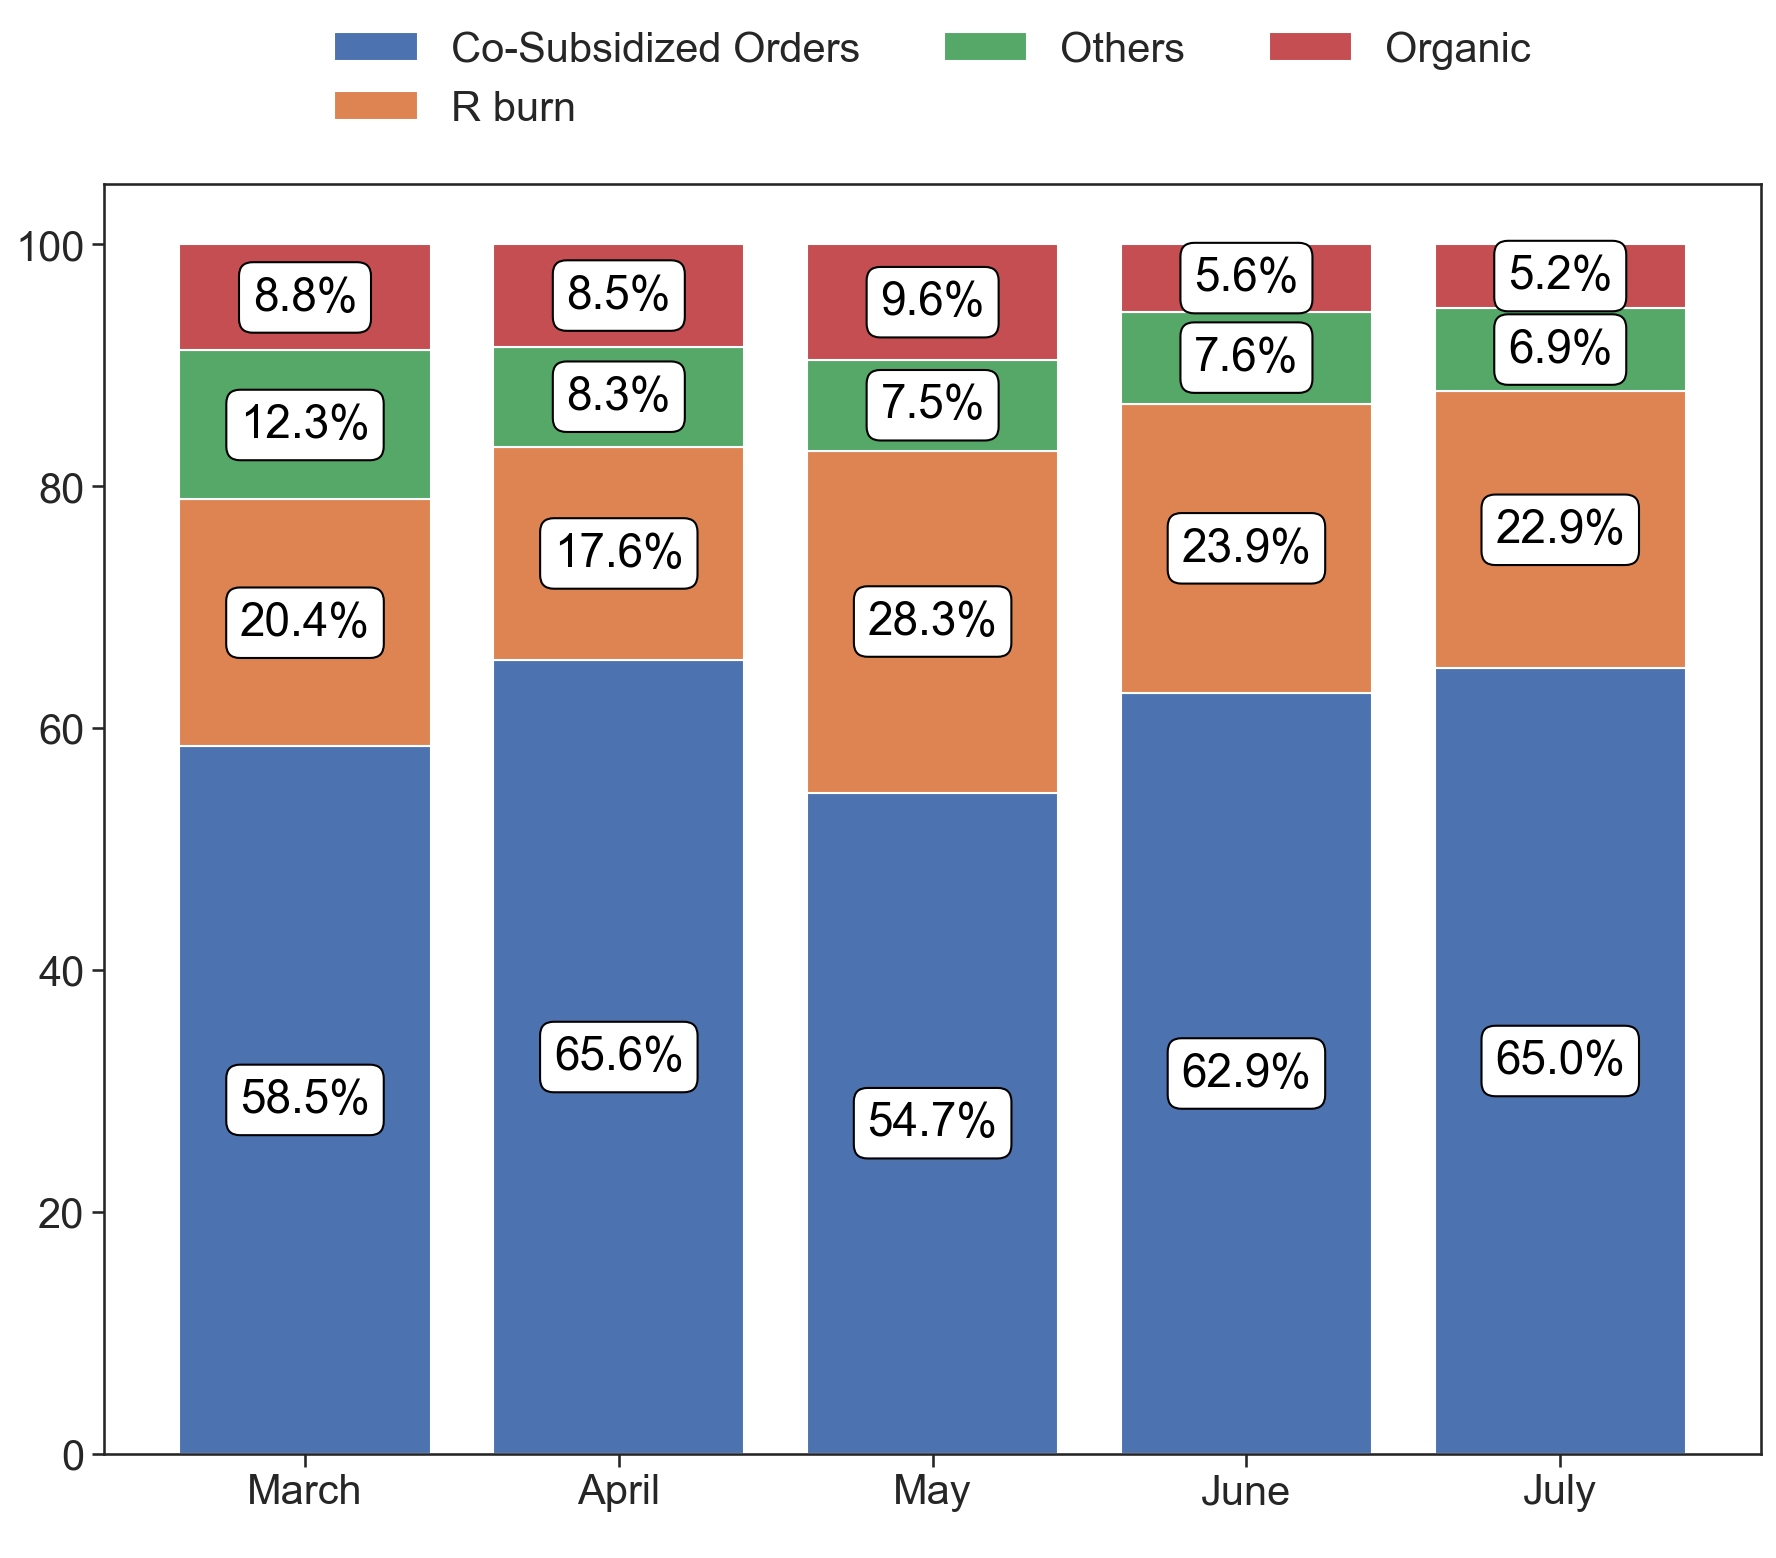 Co-Subsidized Orders Others Organic
R burn
100
80
60
40
20
0
8.8% 8.5% 9.6% 5.6% 5.2%
12.3% 8.3% 7.5% 7.6% 6.9%
20.4% 17.6% 28.3% 23.9% 22.9%
58.5% 65.6% 54.7% 62.9% 65.0%
March April May June July